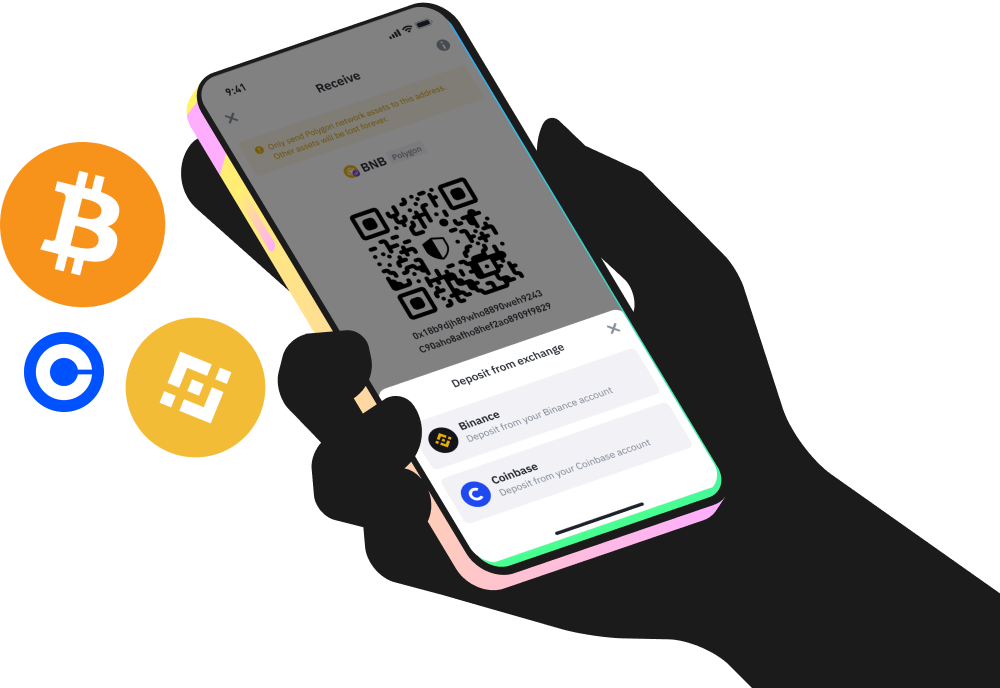 9:41
Receive
Only send Polygon network assets to this address.
Other assets will be lost forever.
BNB Polygon
0x18b9djh89who8890weh9243
C90aho8afho8hef2ao8909f9829
Deposit from exchange
Binance
Deposit from your Binance account
Coinbase
Deposit from your Coinbase account